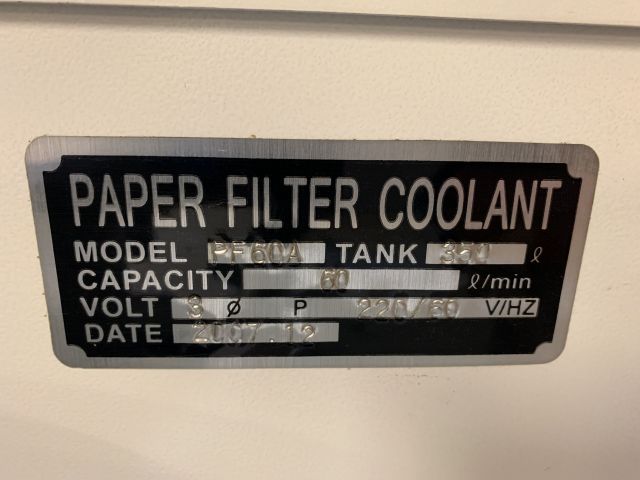 PAPER FILTER COOLANT
MODEL PF60A TANK 350 ℓ
CAPACITY 60 ℓ/min
VOLT 3 Ø P 220/60 V/HZ
DATE 2007.12